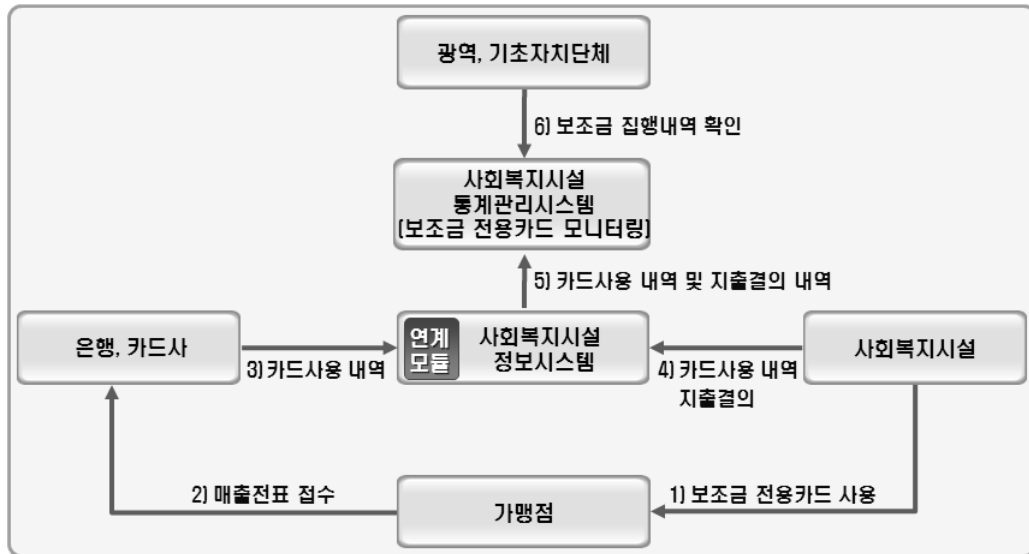 광역, 기초자치단체
6) 보조금 집행내역 확인
사회복지시설
통계관리시스템
(보조금 전용카드 모니터링)
5) 카드사용 내역 및 지출결의 내역
은행, 카드사
3) 카드사용 내역
연계
모듈
사회복지시설
정보시스템
4) 카드사용 내역
지출결의
사회복지시설
2) 매출전표 접수
가맹점
1) 보조금 전용카드 사용